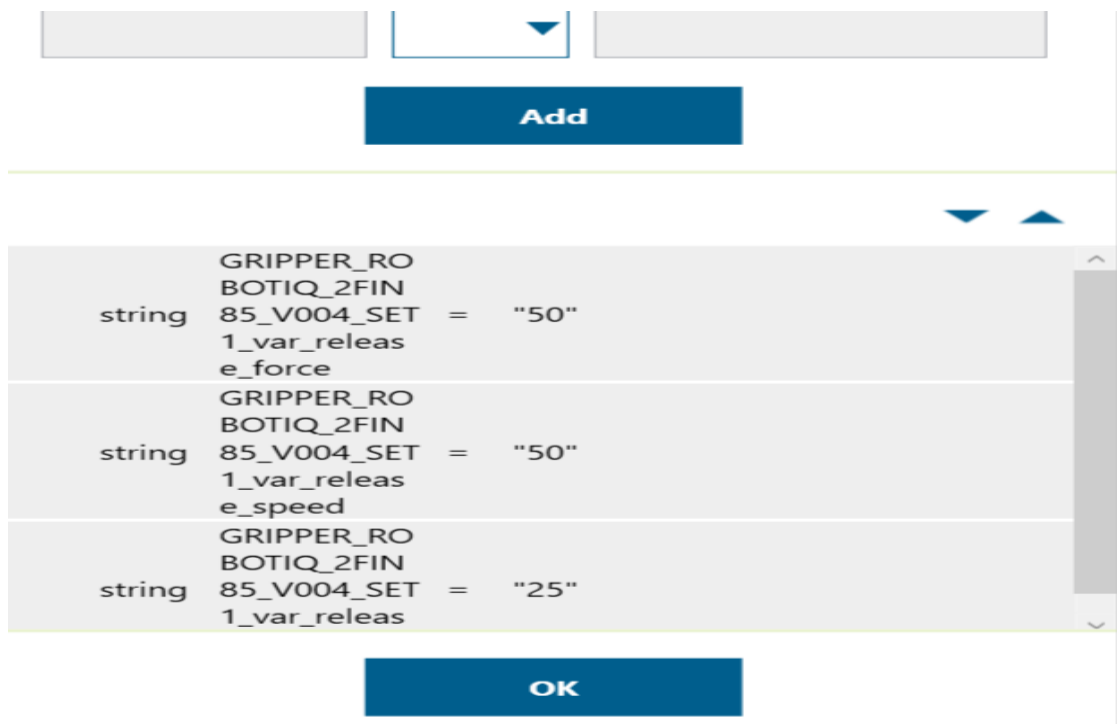 Add
GRIPPER_RO
BOTIQ_2FIN
string 85_V004_SET = "50"
1_var_releas
e_force
GRIPPER_RO
BOTIQ_2FIN
string 85_V004_SET = "50"
1_var_releas
e_speed
GRIPPER_RO
BOTIQ_2FIN
string 85_V004_SET = "25"
1_var_releas
OK